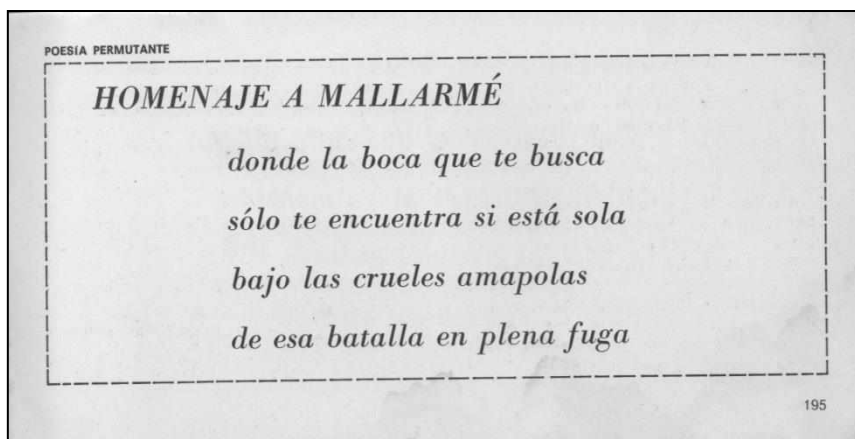 POESÍA PERMUTANTE
HOMENAJE A MALLARMÉ
donde la boca que te busca
sólo te encuentra si está sola
bajo las crueles amapolas
de esa batalla en plena fuga
195